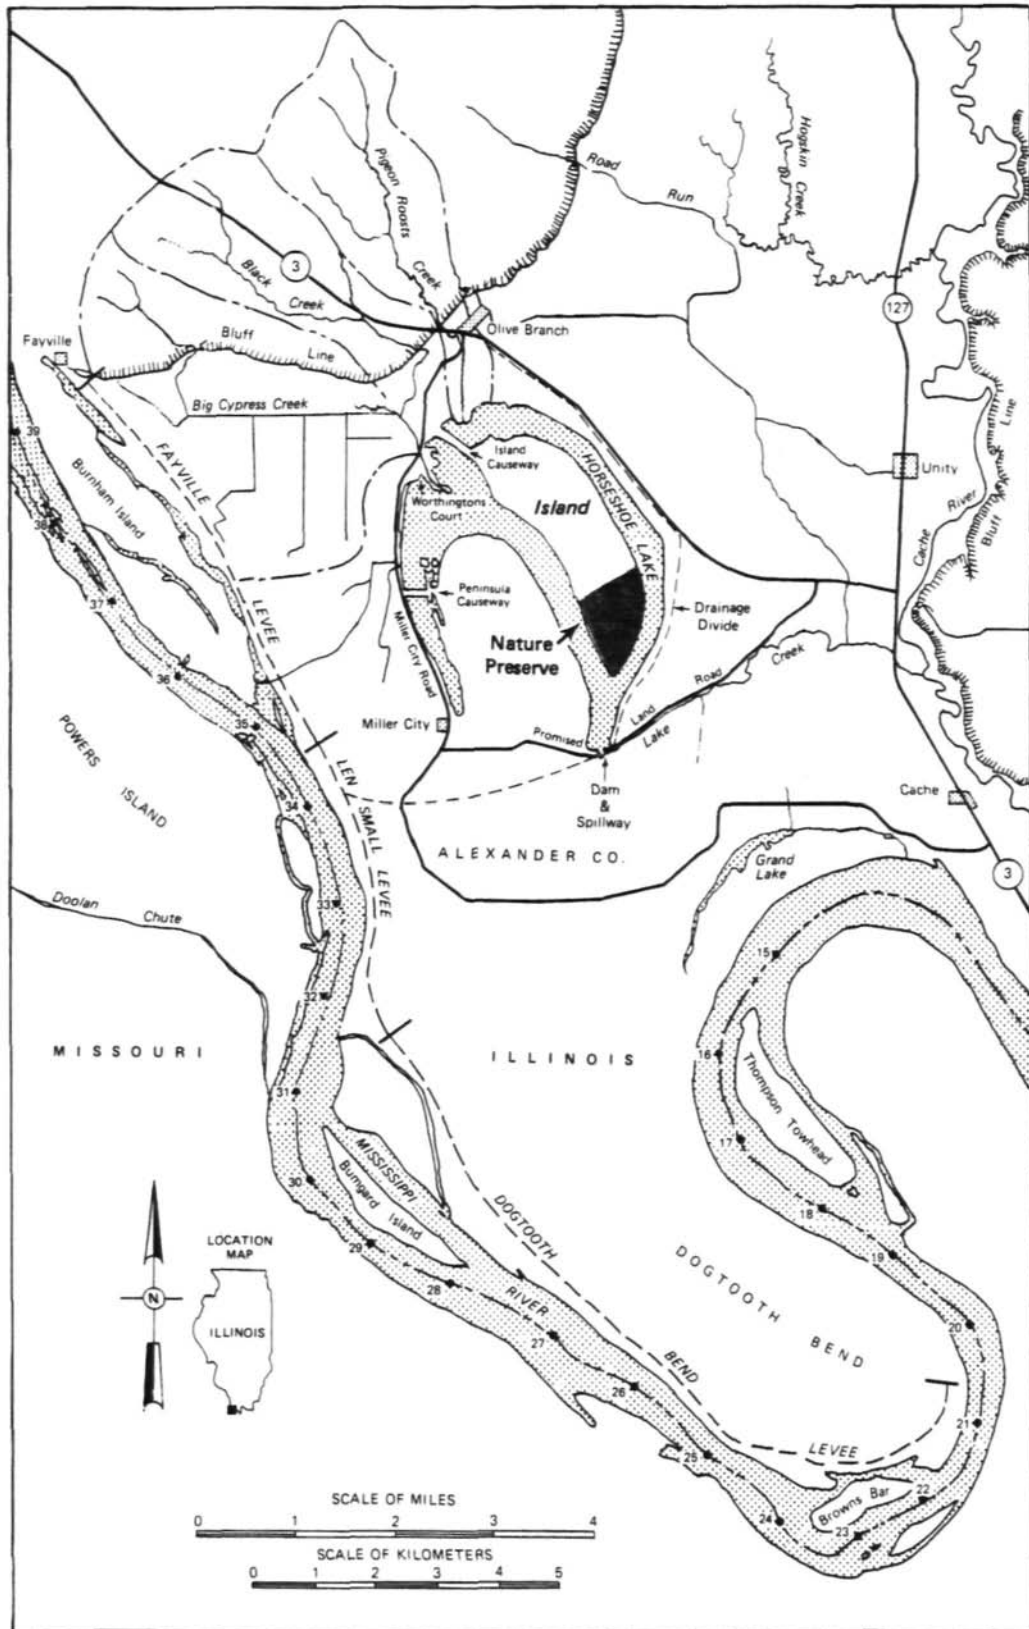 Road
Run
Hogskin Creek
Pigeon Roosts
Creek
3
Black
Creek
127
Olive Branch
Fayville
Bluff
Line
Big Cypress Creek
Island
Causeway
HORSESHOE LAKE
Unity
Cache River
Bluff Line
39
Burnham Island
FAYVILLE
LEVEE
Worthingtons
Court
Island
38
37
Peninsula
Causeway
Drainage
Divide
Miller City Road
Nature
Preserve
Creek
Road
Land
Lake
Promised
36
35
Miller City
POWERS
ISLAND
34
LEN SMALL LEVEE
Dam
&
Spillway
Cache
ALEXANDER CO.
Grand
Lake
3
Doolan Chute
33
15
32
MISSOURI
ILLINOIS
16
Thompson Towhead
31
17
MISSISSIPPI
Bumgard Island
30
18
DOGTOOTH
29
19
LOCATION
MAP
DOGTOOTH
BEND
28
RIVER
N
ILLINOIS
27
20
BEND
26
21
LEVEE
25
22
Browns Bar
24
23
SCALE OF MILES
0 1 2 3 4
SCALE OF KILOMETERS
0 1 2 3 4 5